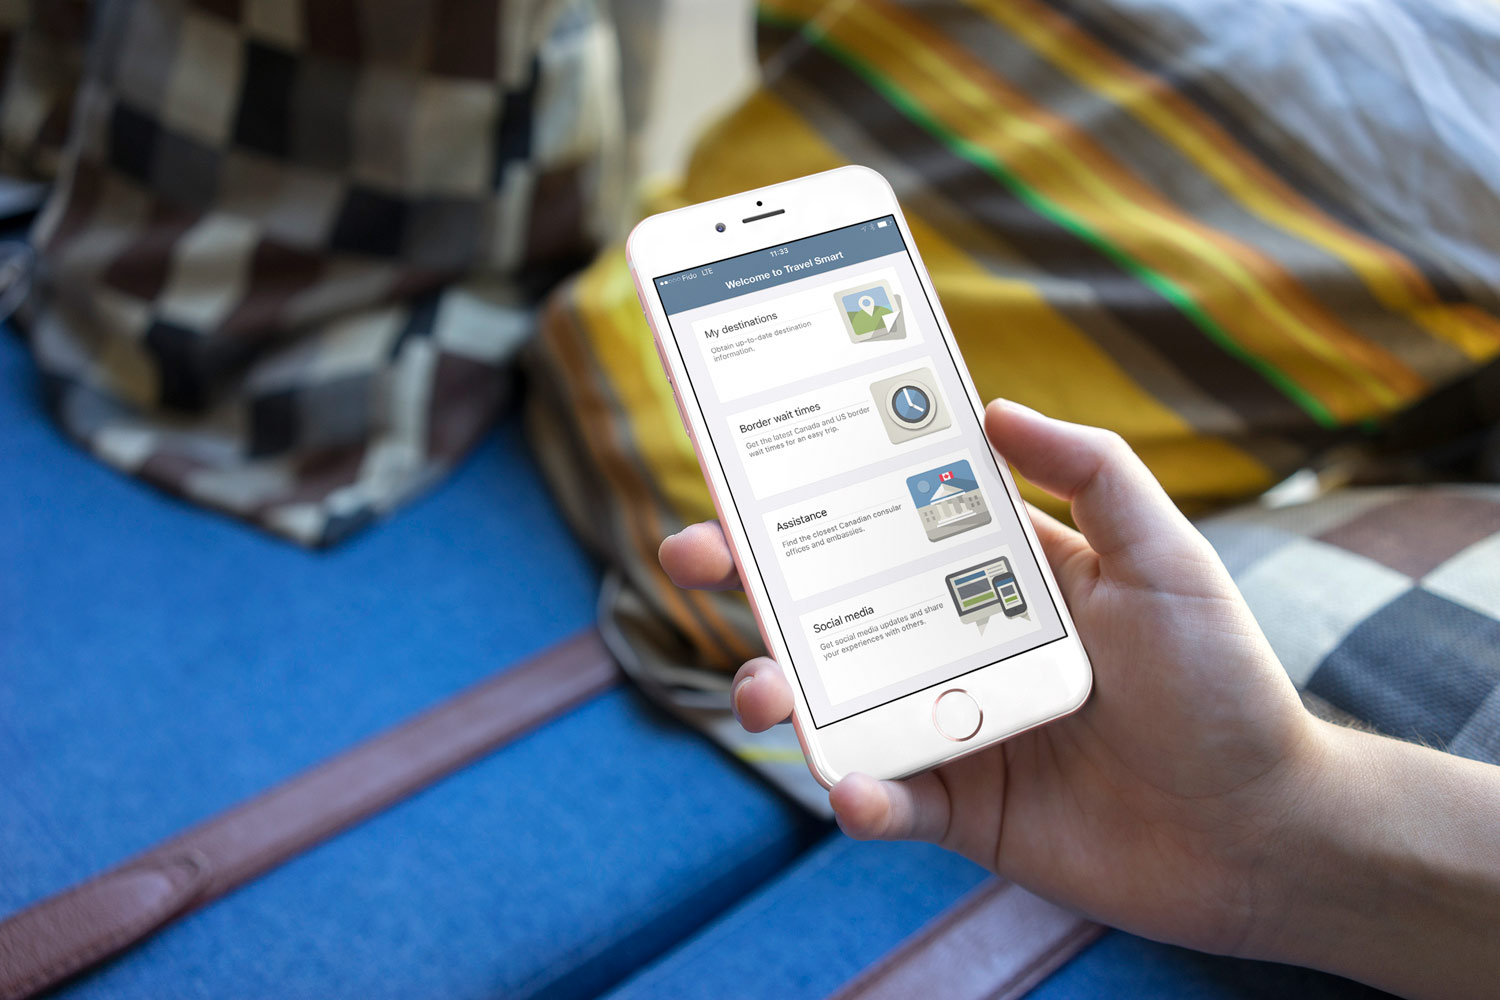 Fido LTE 11:33
Welcome to Travel Smart
My destinations
Obtain up-to-date destination
information.
Border wait times
Get the latest Canada and US border
wait times for an easy trip.
Assistance
Find the closest Canadian consular
offices and embassies.
Social media
Get social media updates and share
your experiences with others.